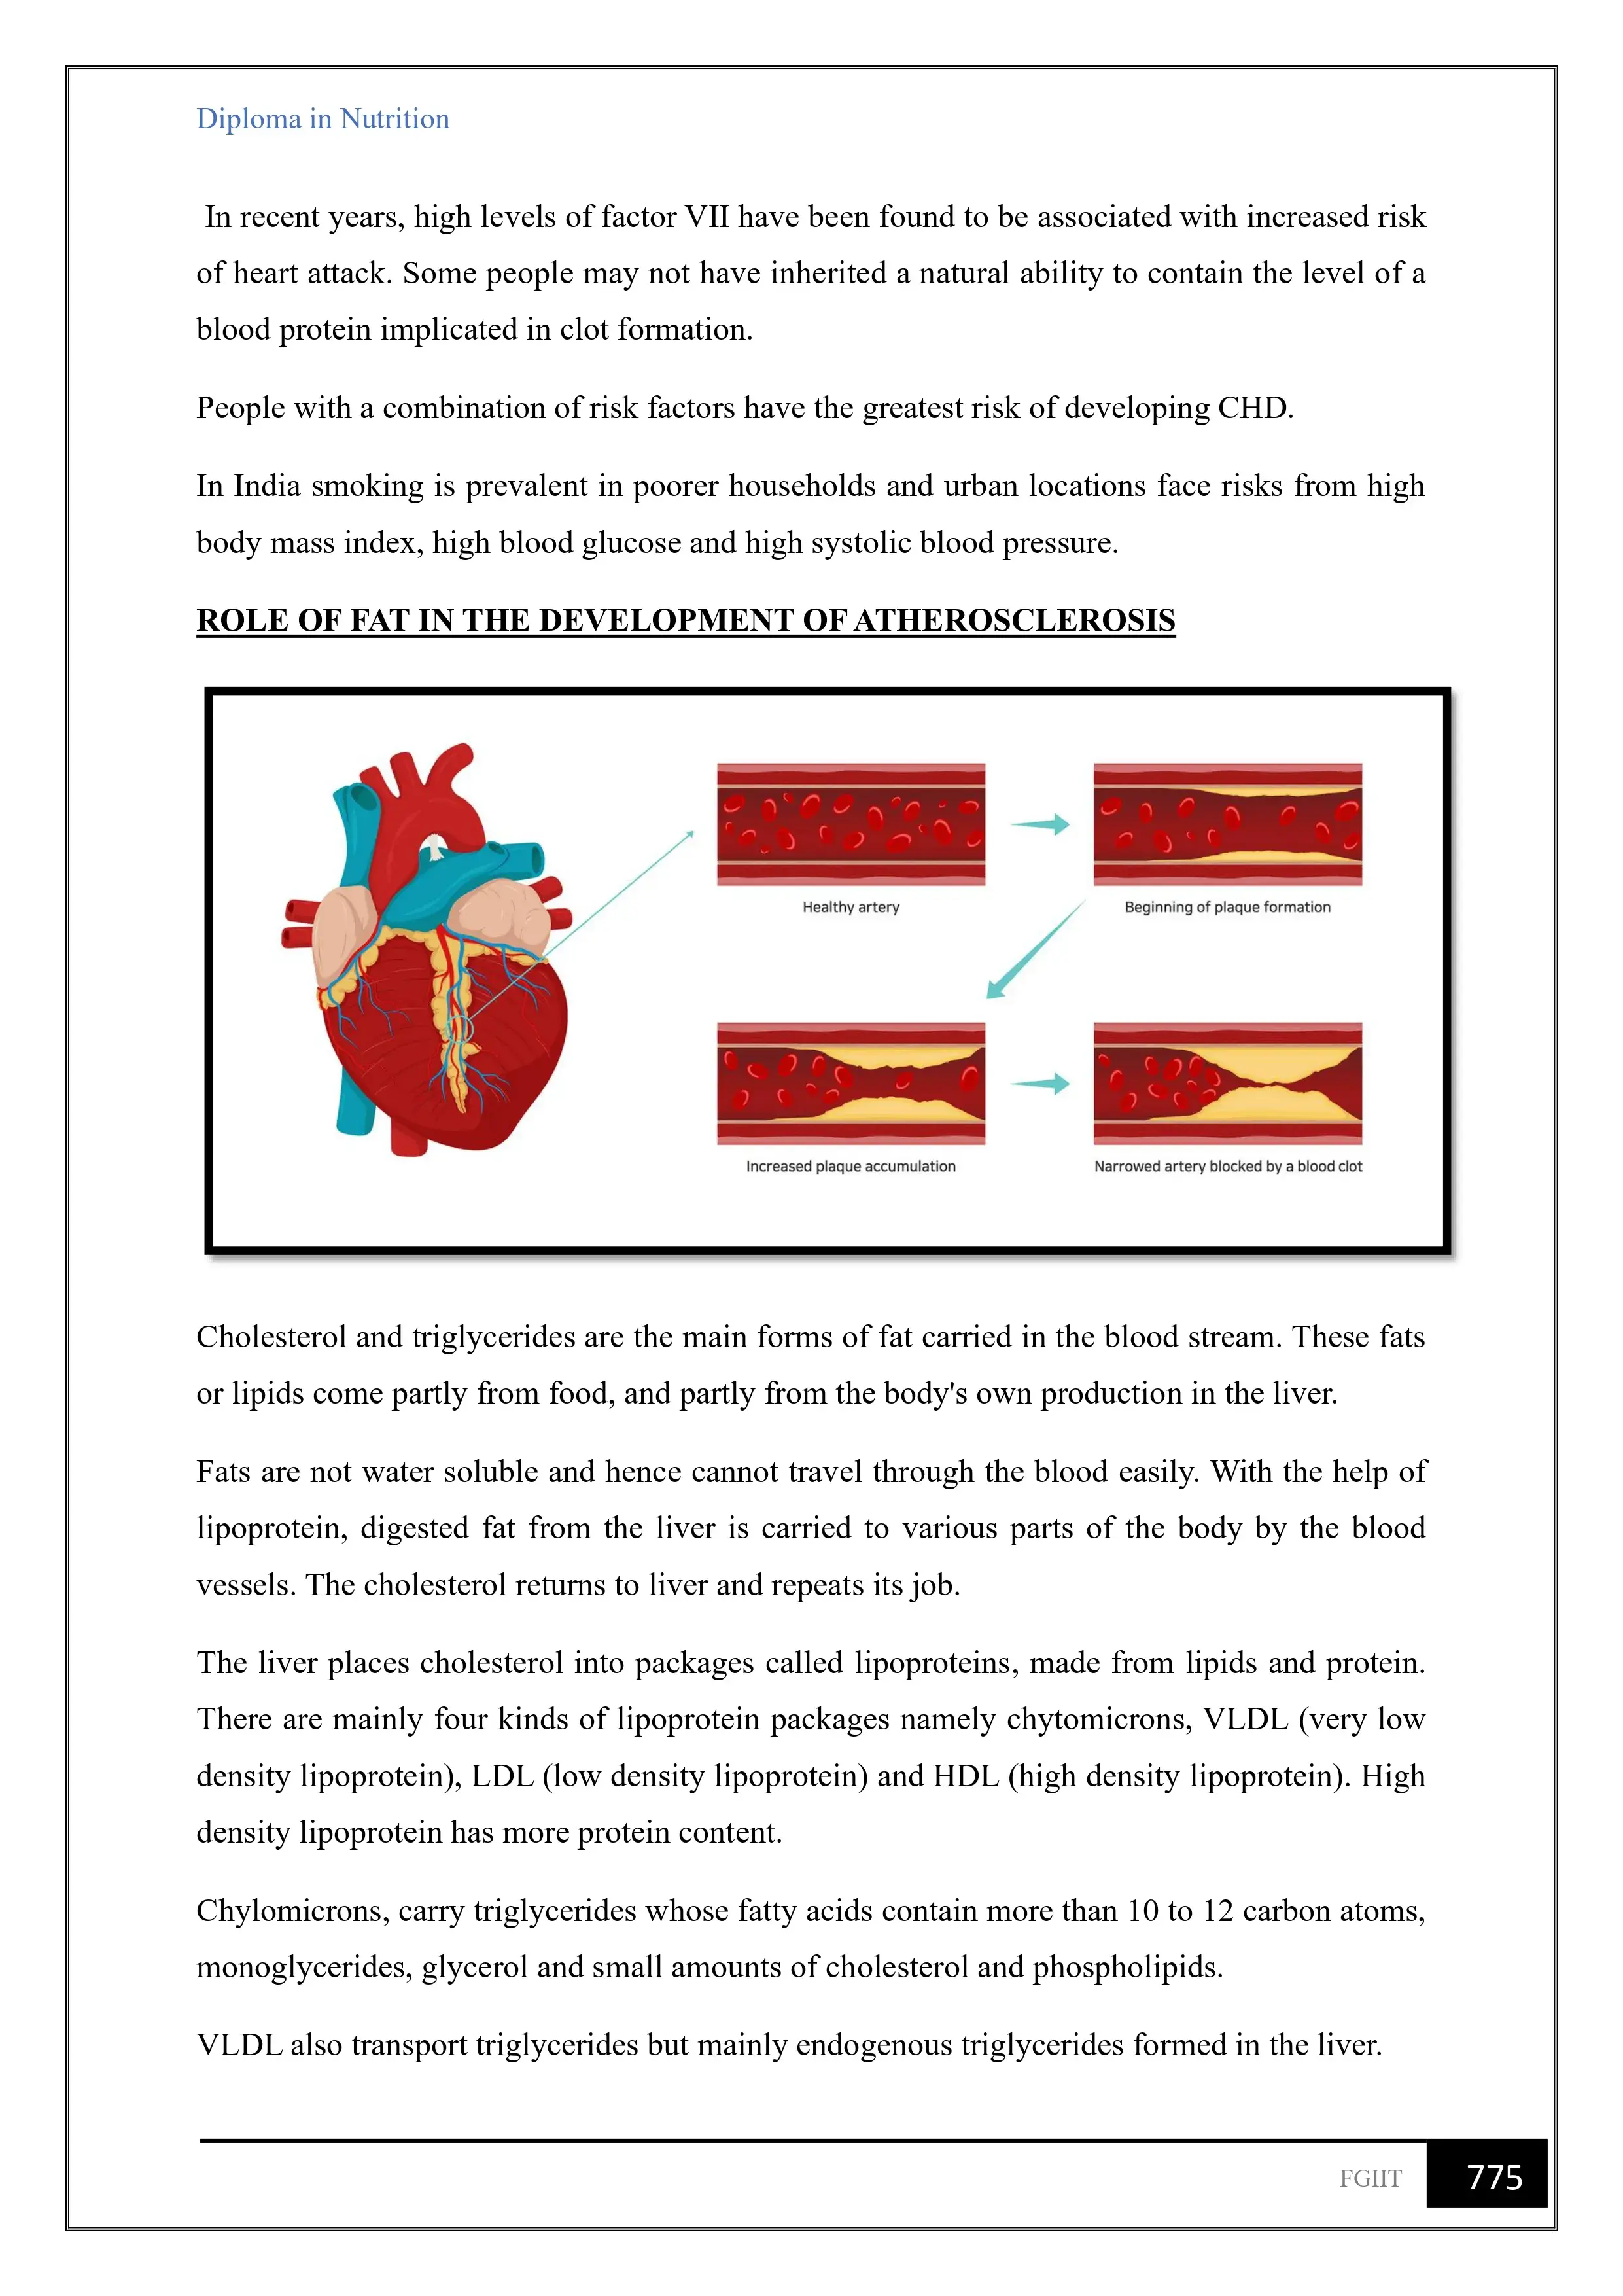 Diploma in Nutrition
In recent years, high levels of factor VII have been found to be associated with increased risk
of heart attack. Some people may not have inherited a natural ability to contain the level of a
blood protein implicated in clot formation.
People with a combination of risk factors have the greatest risk of developing CHD.
In India smoking is prevalent in poorer households and urban locations face risks from high
body mass index, high blood glucose and high systolic blood pressure.
ROLE OF FAT IN THE DEVELOPMENT OF ATHEROSCLEROSIS
Healthy artery
Beginning of plaque formation
Increased plaque accumulation
Narrowed artery blocked by a blood clot
Cholesterol and triglycerides are the main forms of fat carried in the blood stream. These fats
or lipids come partly from food, and partly from the body's own production in the liver.
Fats are not water soluble and hence cannot travel through the blood easily. With the help of
lipoprotein, digested fat from the liver is carried to various parts of the body by the blood
vessels. The cholesterol returns to liver and repeats its job.
The liver places cholesterol into packages called lipoproteins, made from lipids and protein.
There are mainly four kinds of lipoprotein packages namely chytomicrons, VLDL (very low
density lipoprotein), LDL (low density lipoprotein) and HDL (high density lipoprotein). High
density lipoprotein has more protein content.
Chylomicrons, carry triglycerides whose fatty acids contain more than 10 to 12 carbon atoms,
monoglycerides, glycerol and small amounts of cholesterol and phospholipids.
VLDL also transport triglycerides but mainly endogenous triglycerides formed in the liver.
FGIIT 775